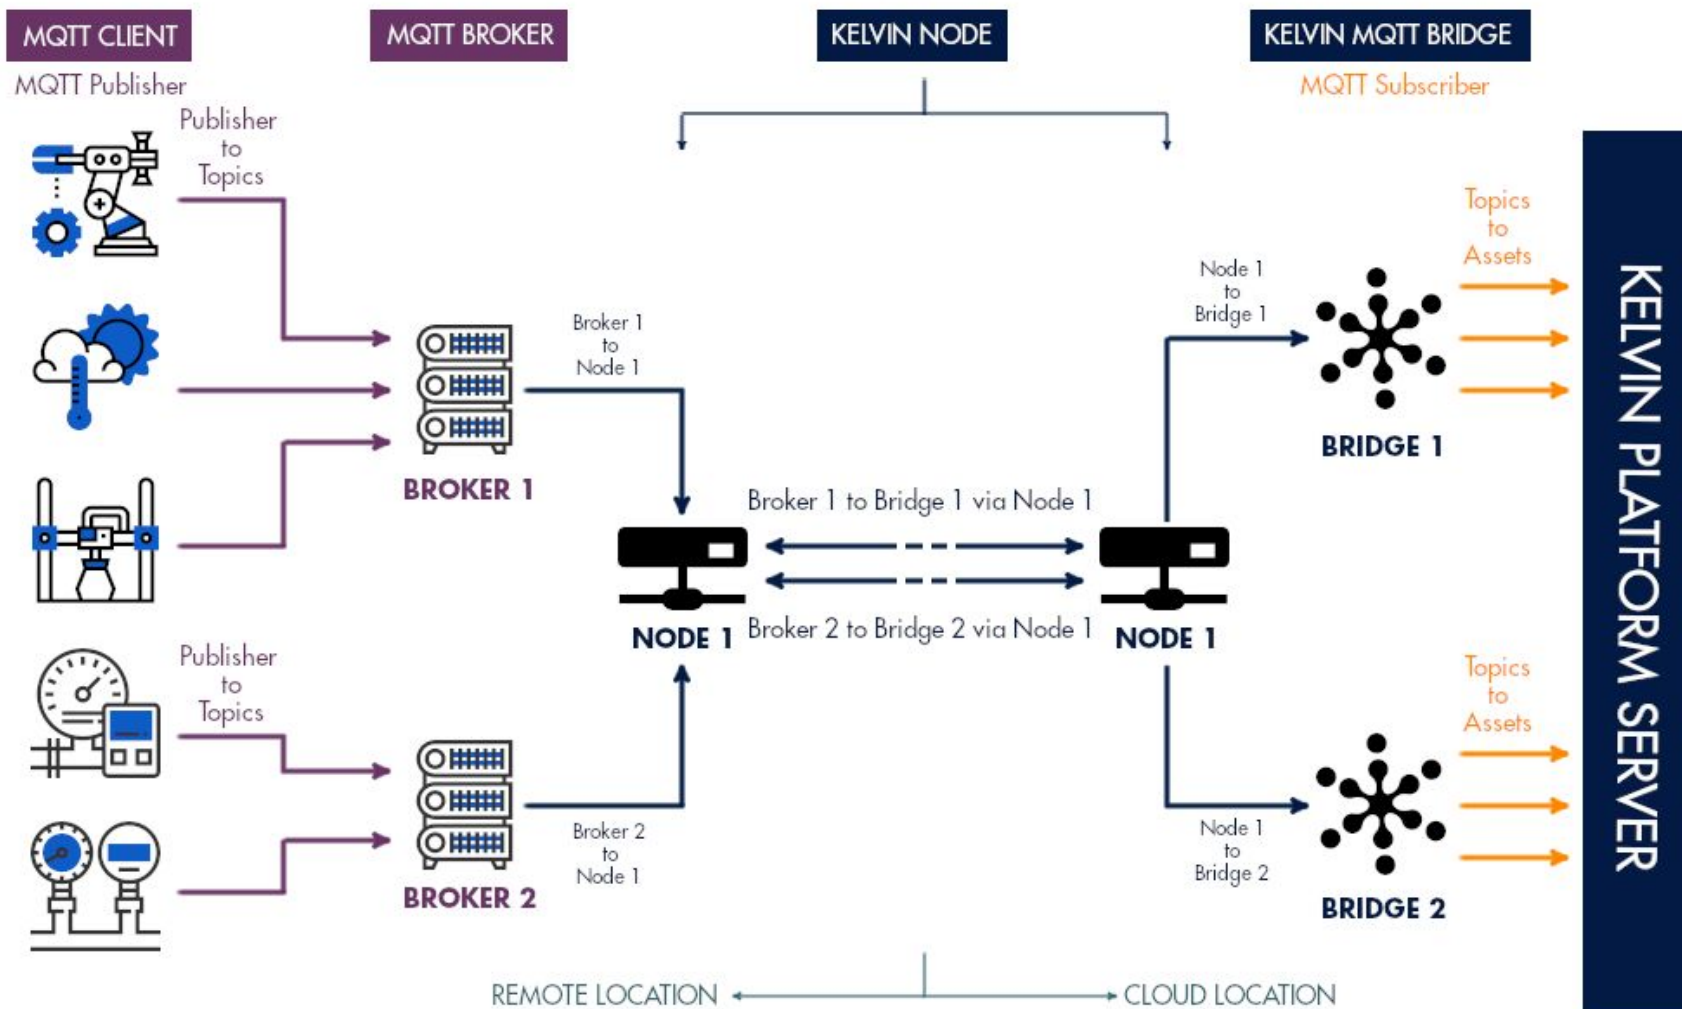 MQTT CLIENT
MQTT BROKER
KELVIN NODE
KELVIN MQTT BRIDGE
MQTT Publisher
MQTT Subscriber
Publisher
to
Topics
Topics
to
Assets
Node 1
to
Bridge 1
Broker 1
to
Node 1
BRIDGE 1
BROKER 1
Broker 1 to Bridge 1 via Node 1
NODE 1
Broker 2 to Bridge 2 via Node 1
NODE 1
Publisher
to
Topics
Topics
to
Assets
Broker 2
to
Node 1
Node 1
to
Bridge 2
BROKER 2
BRIDGE 2
KELVIN PLATFORM SERVER
REMOTE LOCATION
CLOUD LOCATION